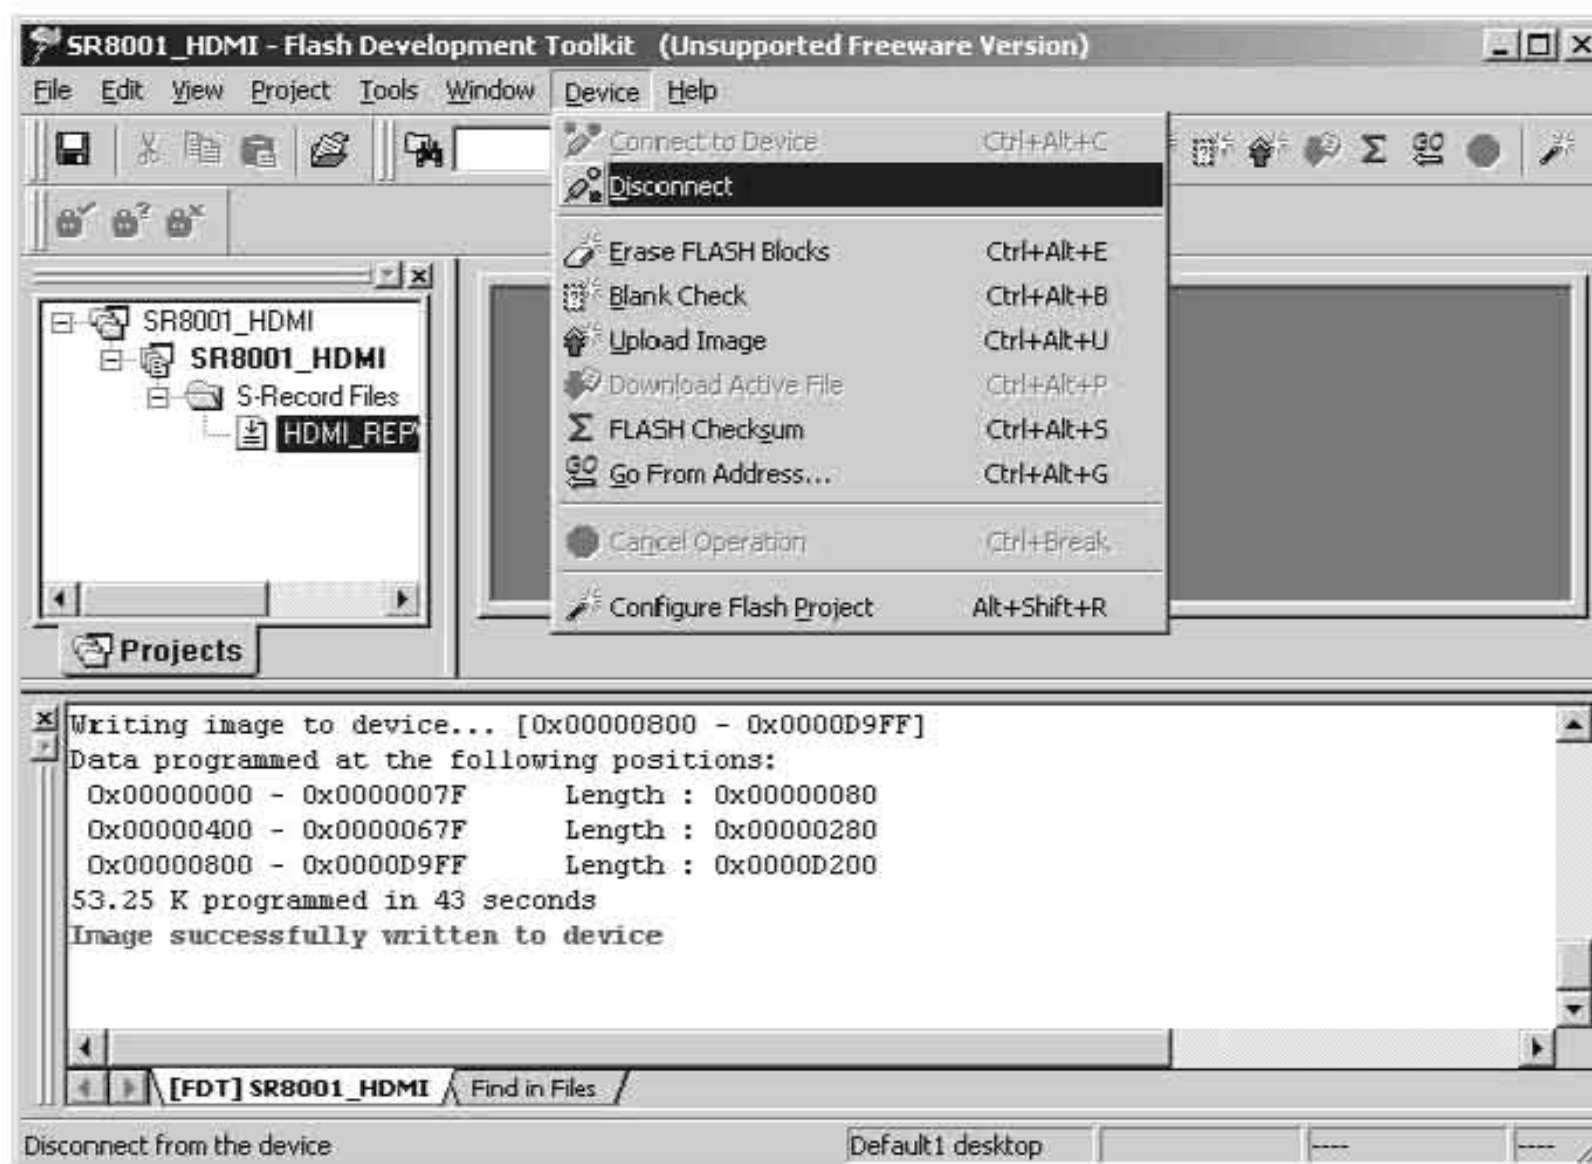 SR8001_HDMI - Flash Development Toolkit (Unsupported Freeware Version)
File Edit View Project Tools Window Device Help
Connect to Device Ctrl+Alt+C
Disconnect
Erase FLASH Blocks Ctrl+Alt+E
Blank Check Ctrl+Alt+B
Upload Image Ctrl+Alt+U
Download Active File Ctrl+Alt+P
FLASH Checksum Ctrl+Alt+S
GO Go From Address... Ctrl+Alt+G
Cancel Operation Ctrl+Break
Configure Flash Project Alt+Shift+R
Σ GO
SR8001_HDMI
SR8001_HDMI
S-Record Files
HDMI_REP
Projects
Writing image to device... [0x00000800 - 0x0000D9FF]
Data programmed at the following positions:
0x00000000 - 0x0000007F Length : 0x00000080
0x00000400 - 0x0000067F Length : 0x00000280
0x00000800 - 0x0000D9FF Length : 0x0000D200
53.25 K programmed in 43 seconds
Image successfully written to device
[FDT] SR8001_HDMI Find in Files
Disconnect from the device Default1 desktop ---- ----